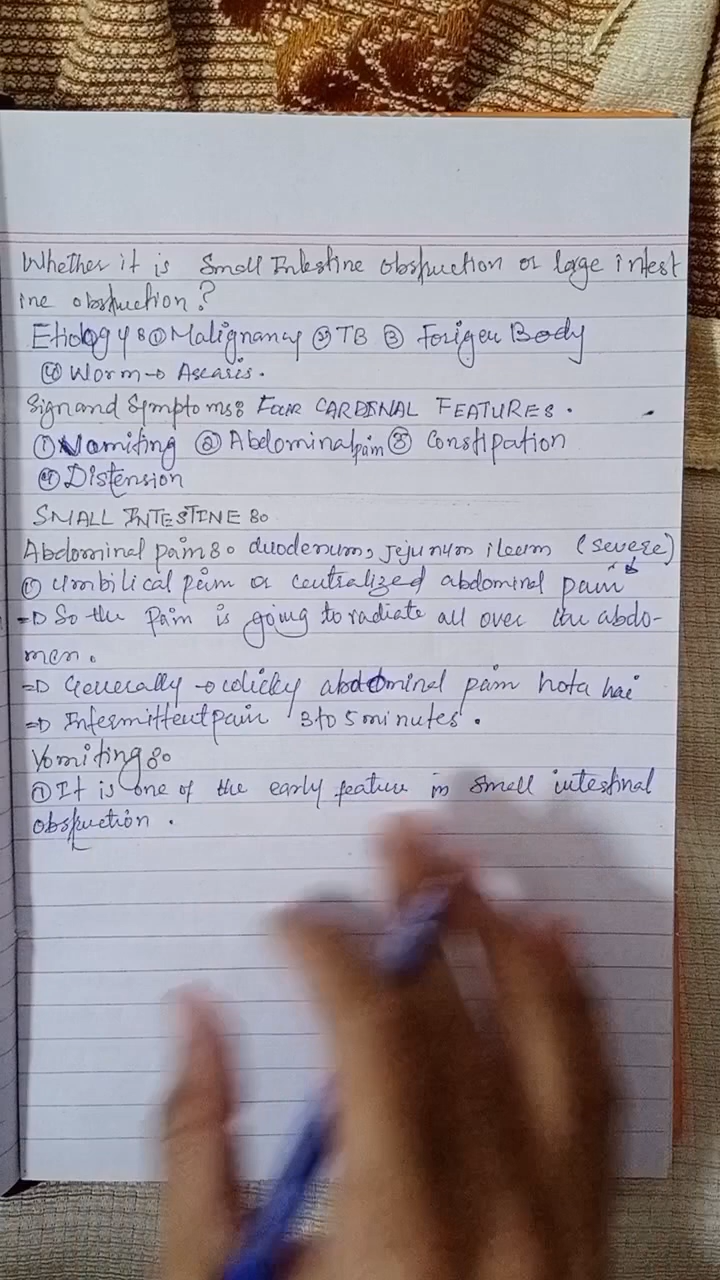 Whether it is Small Intestine obstruction or large intest
ine obstruction?
Etiology : ① Malignancy ② TB ③ Forigen Body
④ Worm → Ascaris.
Sign and Symptoms: FOUR CARDINAL FEATURES.
① Vomiting ② Abdominal pain ③ Constipation
④ Distension
SMALL INTESTINE :-
Abdominal pain :- duodenum, jejunum ileum (severe)
① Umbilical pain or centralized abdominal pain
⇒ So the pain is going to radiate all over the abdo-
men.
⇒ Generally → colicky abdominal pain hota hai
⇒ Intermittent pain 3 to 5 minutes.
Vomiting :-
① It is one of the early feature in small intestinal
obstruction.